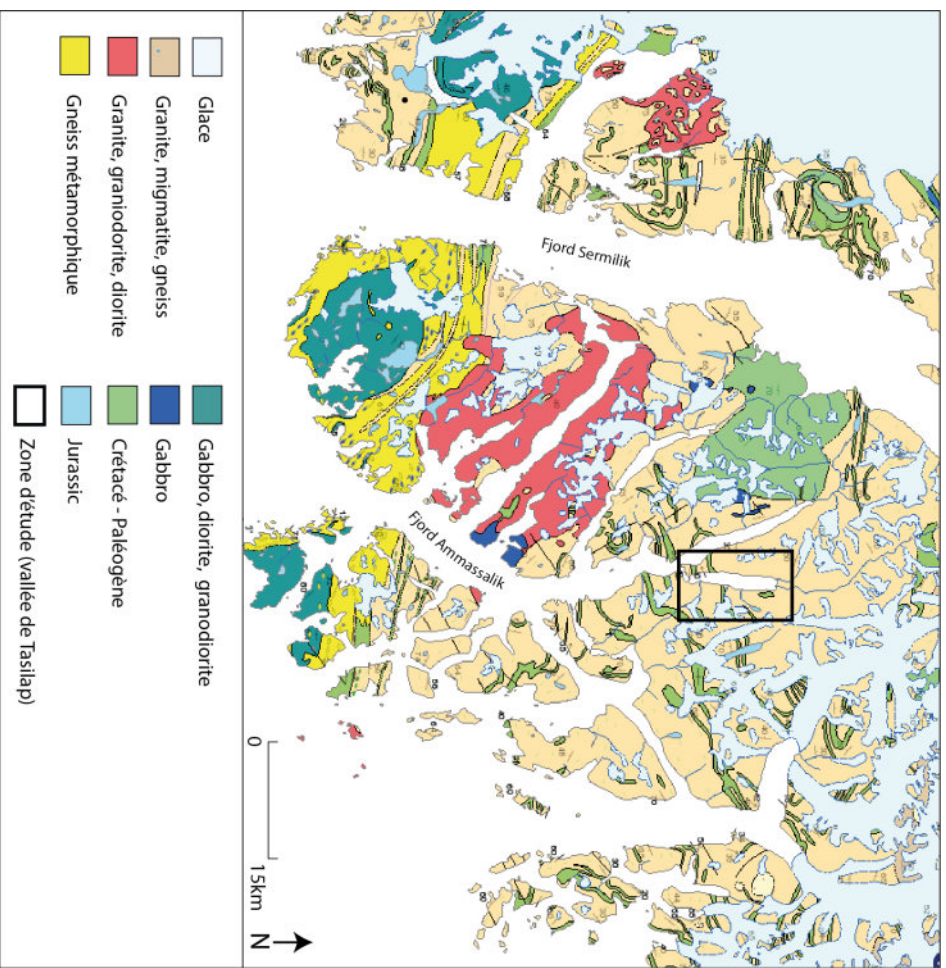 Fjord Sermilik
Fjord Ammassalik
0
15km
N
Glace
Granite, migmatite, gneiss
Granite, graniodorite, diorite
Gneiss métamorphique
Gabbro, diorite, granodiorite
Gabbro
Crétacé - Paléogène
Jurassic
Zone d'étude (vallée de Tasilap)